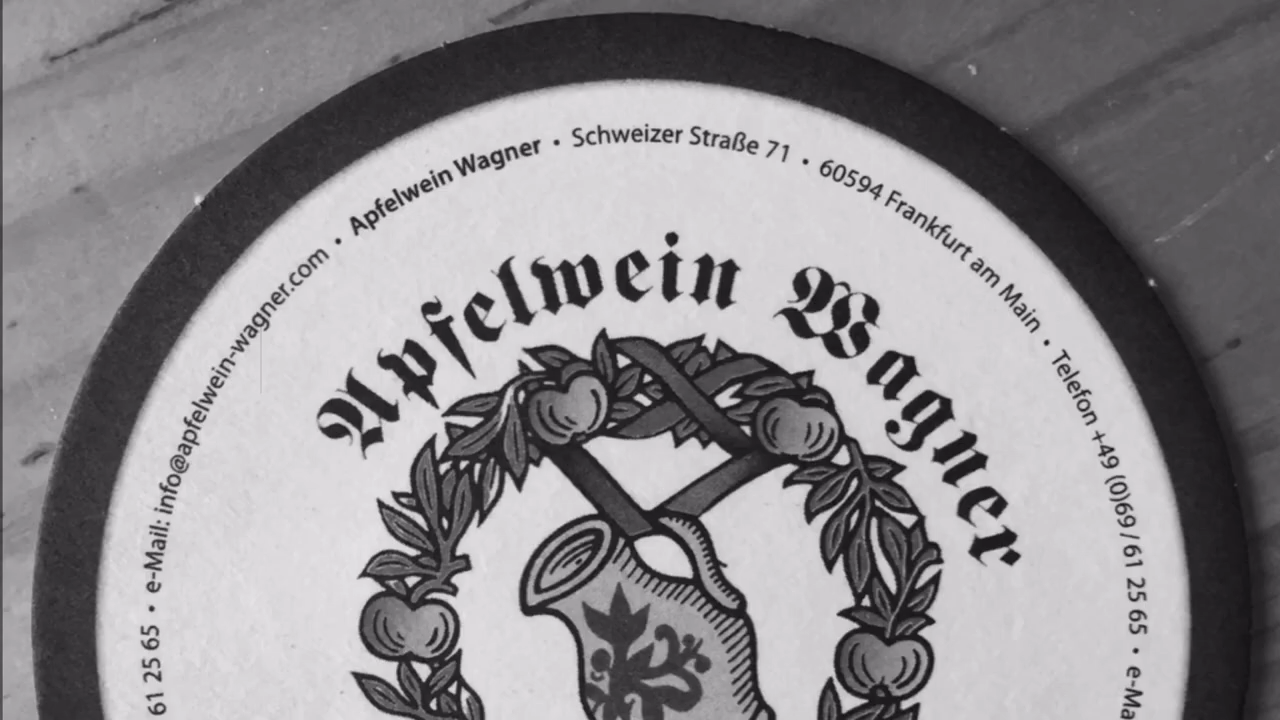 61 25 65 • e-Mail: info@apfelwein-wagner.com • Apfelwein Wagner • Schweizer Straße 71 • 60594 Frankfurt am Main • Telefon +49 (0)69 / 61 25 65 • e-Ma
Apfelwein Wagner